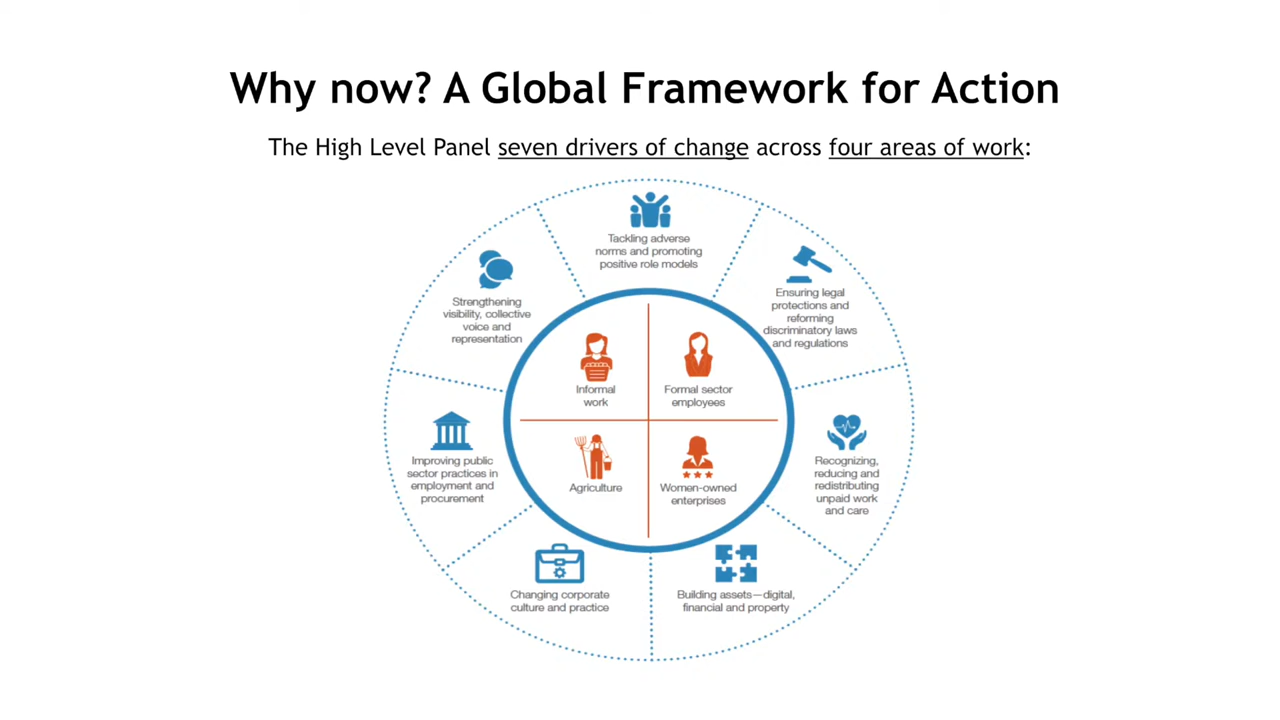 Why now? A Global Framework for Action
The High Level Panel seven drivers of change across four areas of work:
Tackling adverse
norms and promoting
positive role models
Ensuring legal
protections and
reforming
discriminatory laws
and regulations
Recognizing,
reducing and
redistributing
unpaid work
and care
Building assets—digital,
financial and property
Changing corporate
culture and practice
Improving public
sector practices in
employment and
procurement
Strengthening
visibility, collective
voice and
representation
Informal
work
Formal sector
employees
Agriculture
Women-owned
enterprises